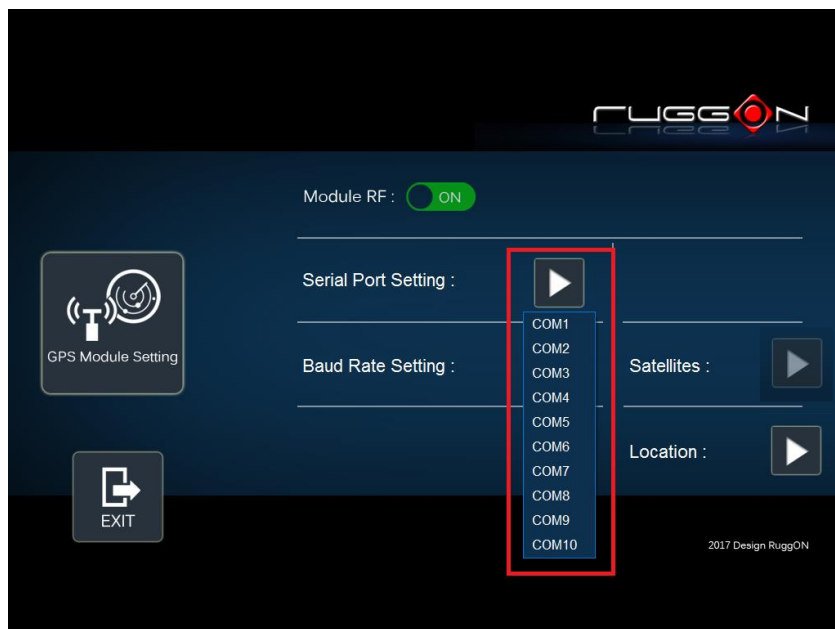 RUGGON
Module RF : ON
Serial Port Setting :
COM1
COM2
COM3
COM4
COM5
COM6
COM7
COM8
COM9
COM10
GPS Module Setting
Baud Rate Setting :
Satellites :
Location :
EXIT
2017 Design RuggON